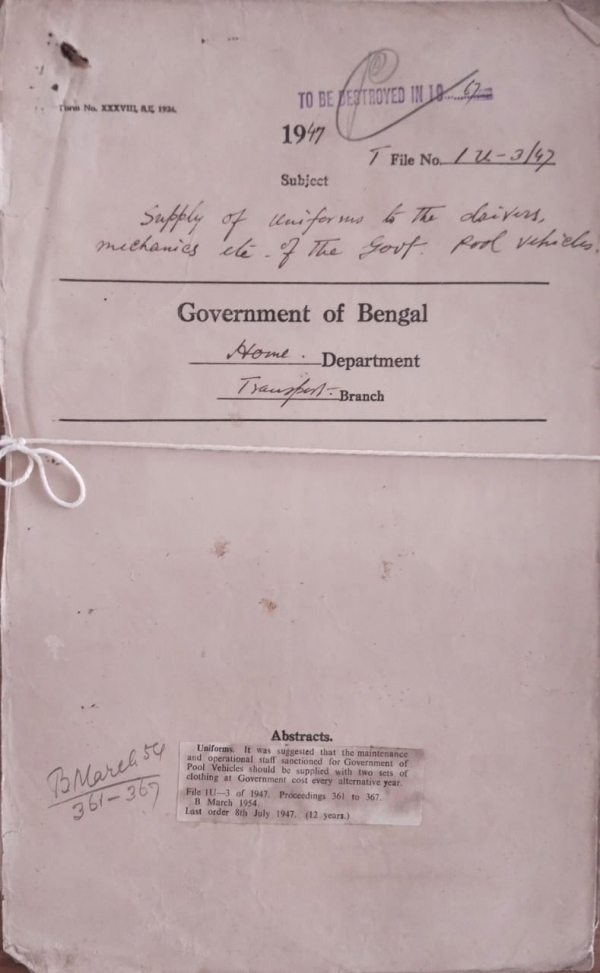 B
TO BE DESTROYED IN 19 67
Form No. XXXVIII, R.E, 1936.
1947
T File No. 1 U-3/47
Subject
Supply of uniforms to the drivers,
mechanics etc. of the Govt. Pool vehicles.
Government of Bengal
Home. Department
Transport. Branch
Abstracts.
Uniforms. It was suggested that the maintenance
and operational staff sanctioned for Government of
Pool Vehicles should be supplied with two sets of
clothing at Government cost every alternative year.
File 1U—3 of 1947. Proceedings 361 to 367.
B March 1954.
Last order 8th July 1947. (12 years.)
B March 54
361-367